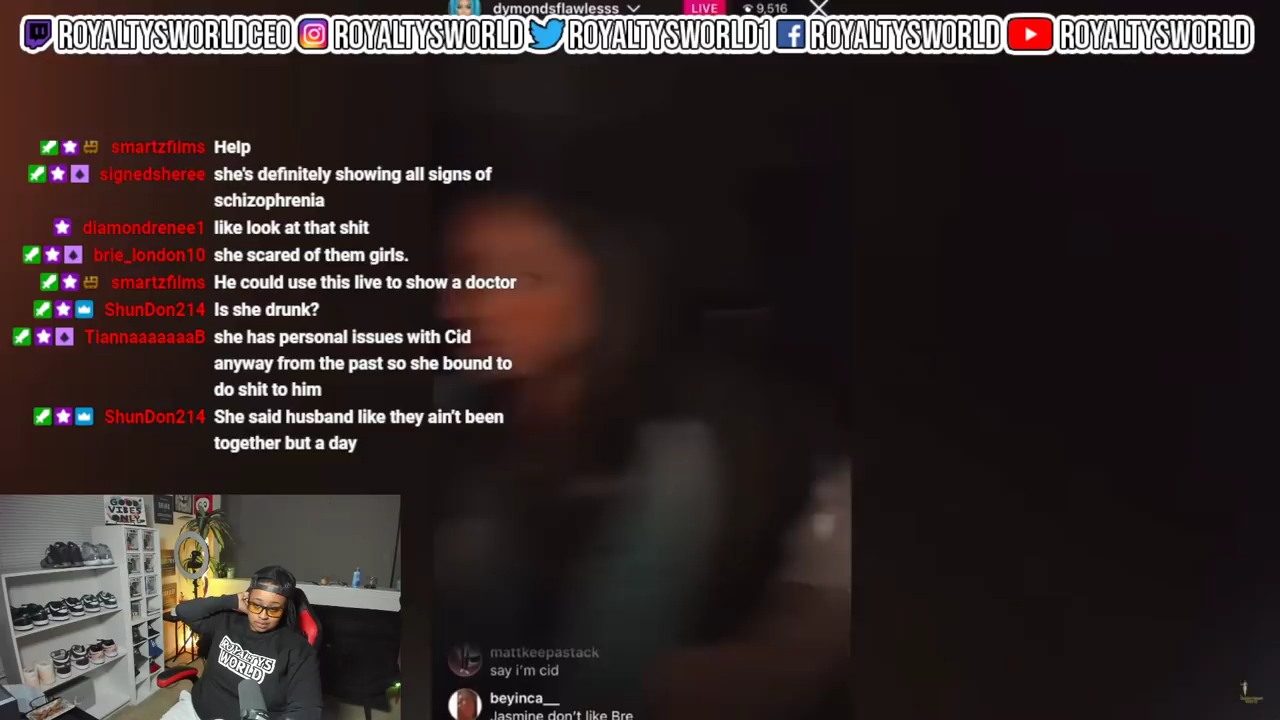 dymondsflawlesss
LIVE
9,516
ROYALTYSWORLDCEO ROYALTYSWORLD ROYALTYSWORLD1 ROYALTYSWORLD ROYALTYSWORLD
smartzfilms Help
signedsheree she's definitely showing all signs of
schizophrenia
diamondrenee1 like look at that shit
brie_london10 she scared of them girls.
smartzfilms He could use this live to show a doctor
ShunDon214 Is she drunk?
TiannaaaaaaaB she has personal issues with Cid
anyway from the past so she bound to
do shit to him
ShunDon214 She said husband like they ain't been
together but a day
GOOD
VIBES
ONLY
ROYALTYS
WORLD
mattkeepastack
say i'm cid
beyinca__
Jasmine don't like Bre